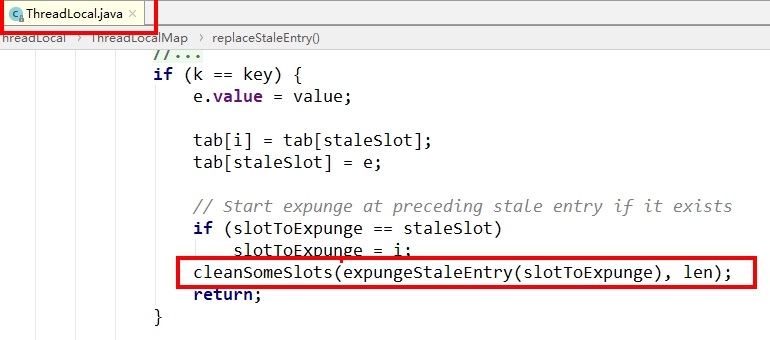 ThreadLocal.java
hreadLocal ThreadLocalMap replaceStaleEntry()
//...
if (k == key) {
e.value = value;
tab[i] = tab[staleSlot];
tab[staleSlot] = e;
// Start expunge at preceding stale entry if it exists
if (slotToExpunge == staleSlot)
slotToExpunge = i;
cleanSomeSlots(expungeStaleEntry(slotToExpunge), len);
return;
}